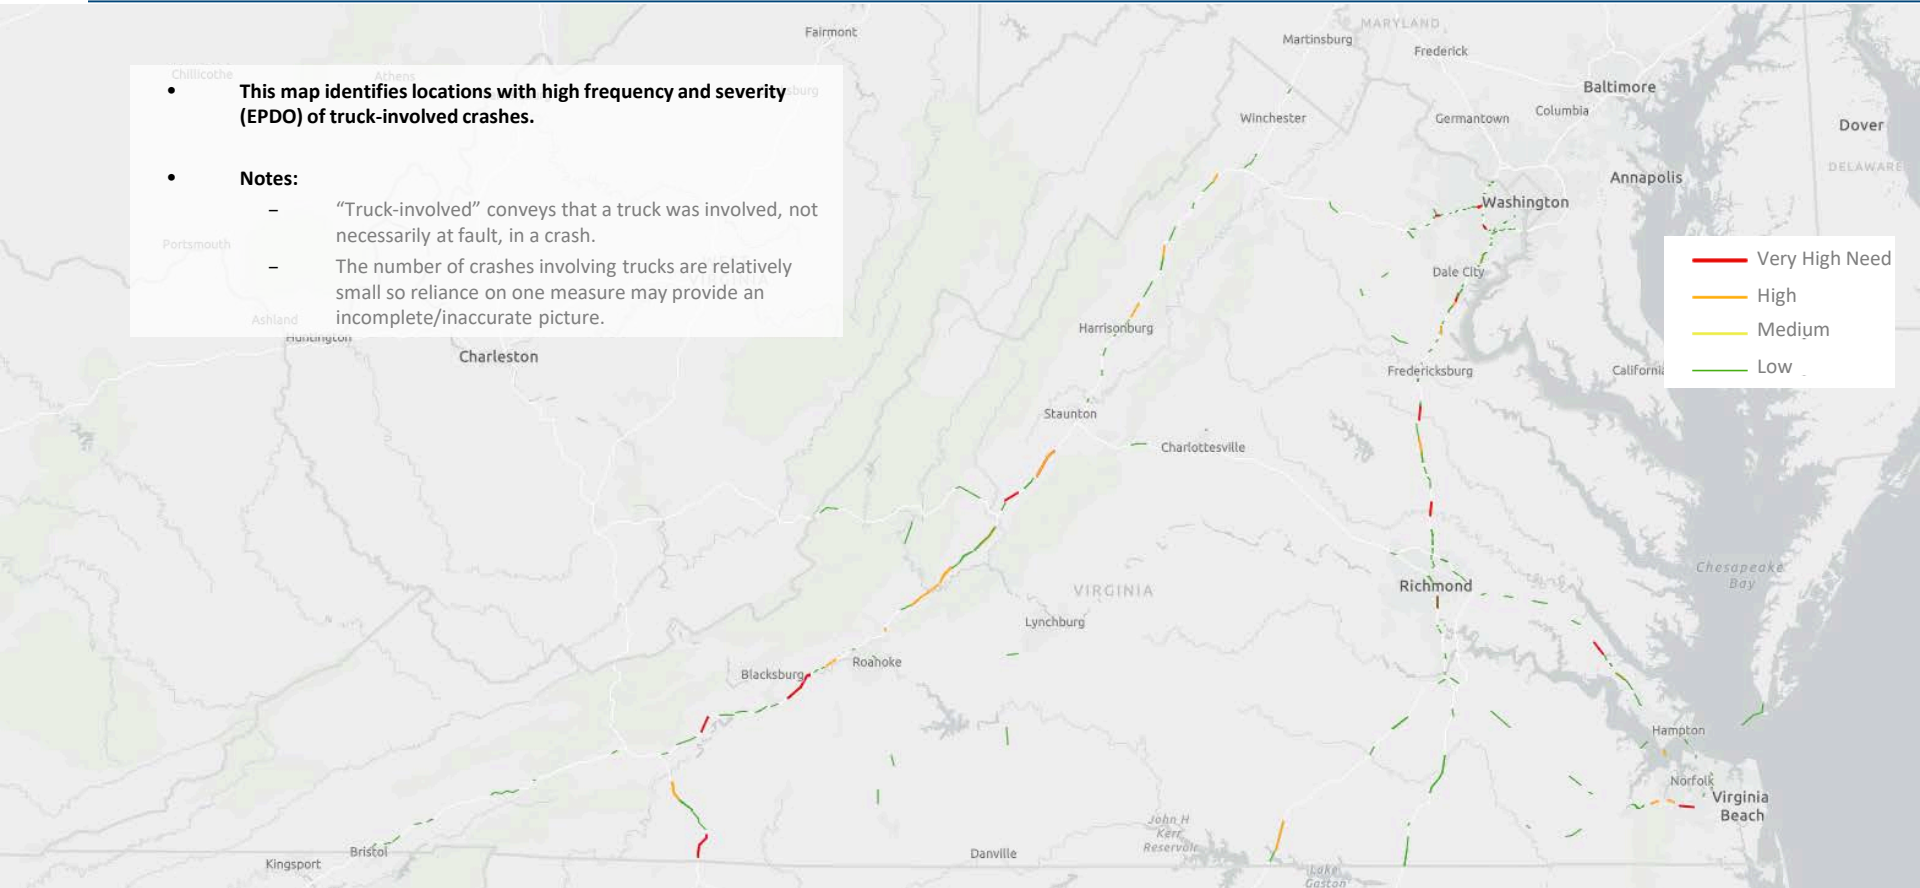 Fairmont
Martinsburg
MARYLAND
Frederick
Chillicothe
Athens
Baltimore
• This map identifies locations with high frequency and severity
(EPDO) of truck-involved crashes.
Winchester
Germantown
Columbia
Dover
DELAWARE
• Notes:
Annapolis
– “Truck-involved” conveys that a truck was involved, not
necessarily at fault, in a crash.
Washington
Portsmouth
– The number of crashes involving trucks are relatively
small so reliance on one measure may provide an
incomplete/inaccurate picture.
Dale City
Very High Need
High
Medium
Low
Ashland
Huntington
Harrisonburg
Charleston
Fredericksburg
California
Staunton
Charlottesville
Chesapeake
Bay
VIRGINIA
Richmond
Lynchburg
Blacksburg
Roanoke
Hampton
Norfolk
Virginia
Beach
John H
Kerr
Reservoir
Bristol
Kingsport
Danville
Lake
Gaston